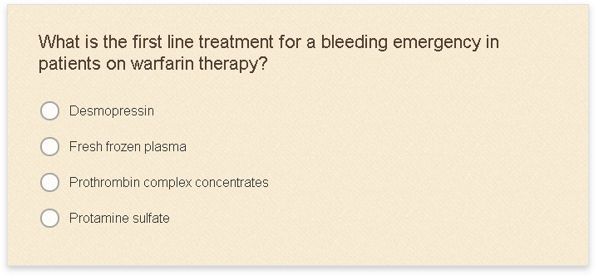 What is the first line treatment for a bleeding emergency in
patients on warfarin therapy?
Desmopressin
Fresh frozen plasma
Prothrombin complex concentrates
Protamine sulfate